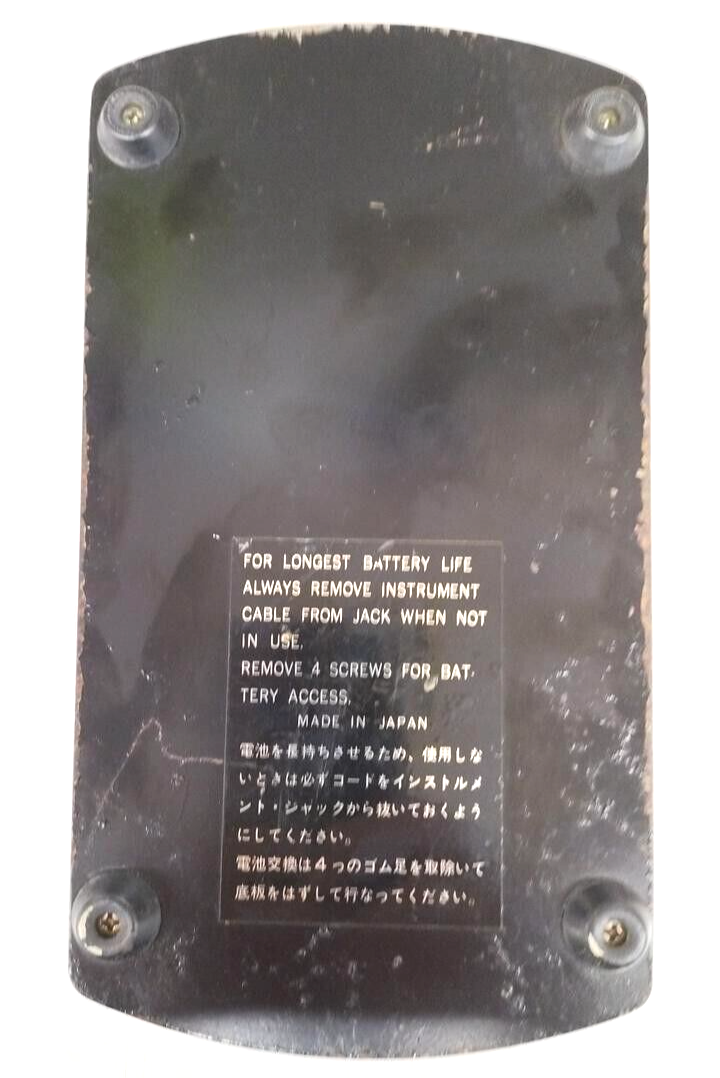 FOR LONGEST BATTERY LIFE
ALWAYS REMOVE INSTRUMENT
CABLE FROM JACK WHEN NOT
IN USE.
REMOVE 4 SCREWS FOR BAT-
TERY ACCESS.
MADE IN JAPAN
電池を長持ちさせるため、使用しな
いときは必ずコードをインストルメ
ント・ジャックから抜いておくよう
にしてください。
電池交換は4つのゴム足を取除いて
底板をはずして行なってください。